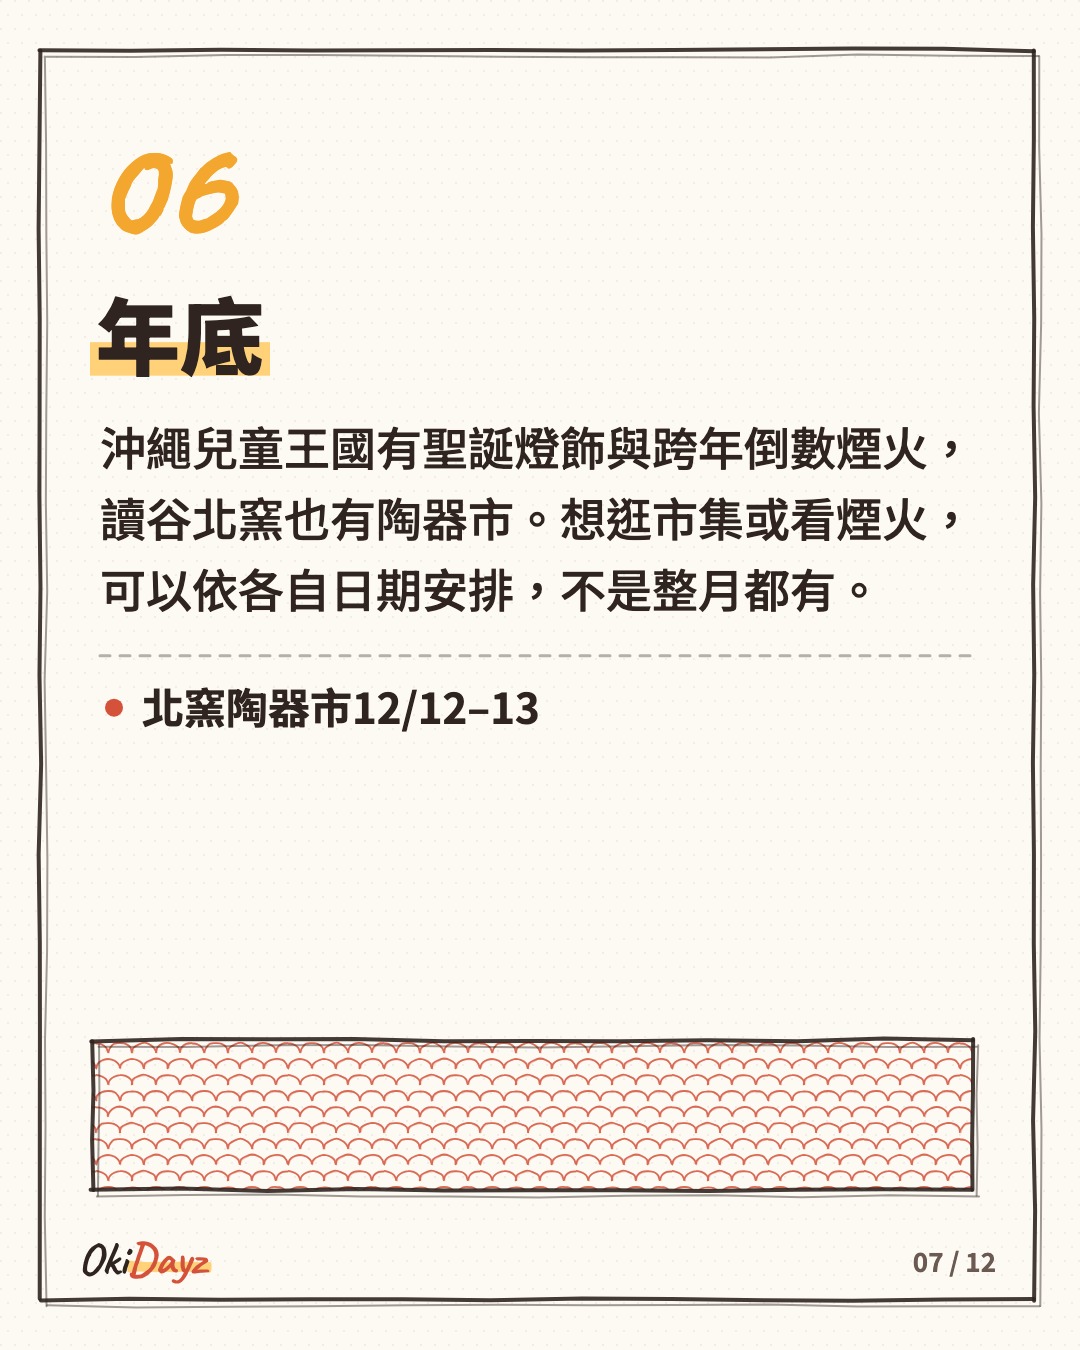 06
年底
沖繩兒童王國有聖誕燈飾與跨年倒數煙火，
讀谷北窯也有陶器市。想逛市集或看煙火，
可以依各自日期安排，不是整月都有。
北窯陶器市12/12–13
OkiDayz
07 / 12